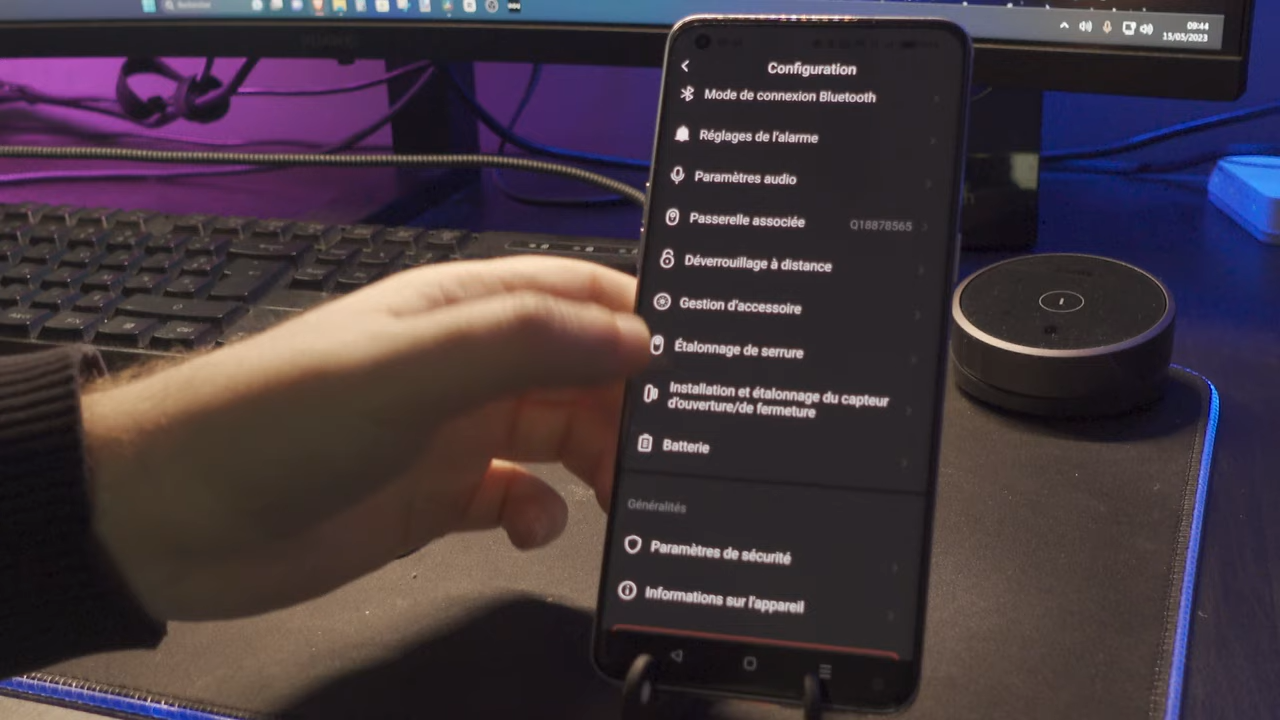 Rechercher
09:44
15/05/2023
Configuration
Mode de connexion Bluetooth
Réglages de l'alarme
Paramètres audio
Passerelle associée Q18878565
Déverrouillage à distance
Gestion d'accessoire
Étalonnage de serrure
Installation et étalonnage du capteur
d'ouverture/de fermeture
Batterie
Généralités
Paramètres de sécurité
Informations sur l'appareil